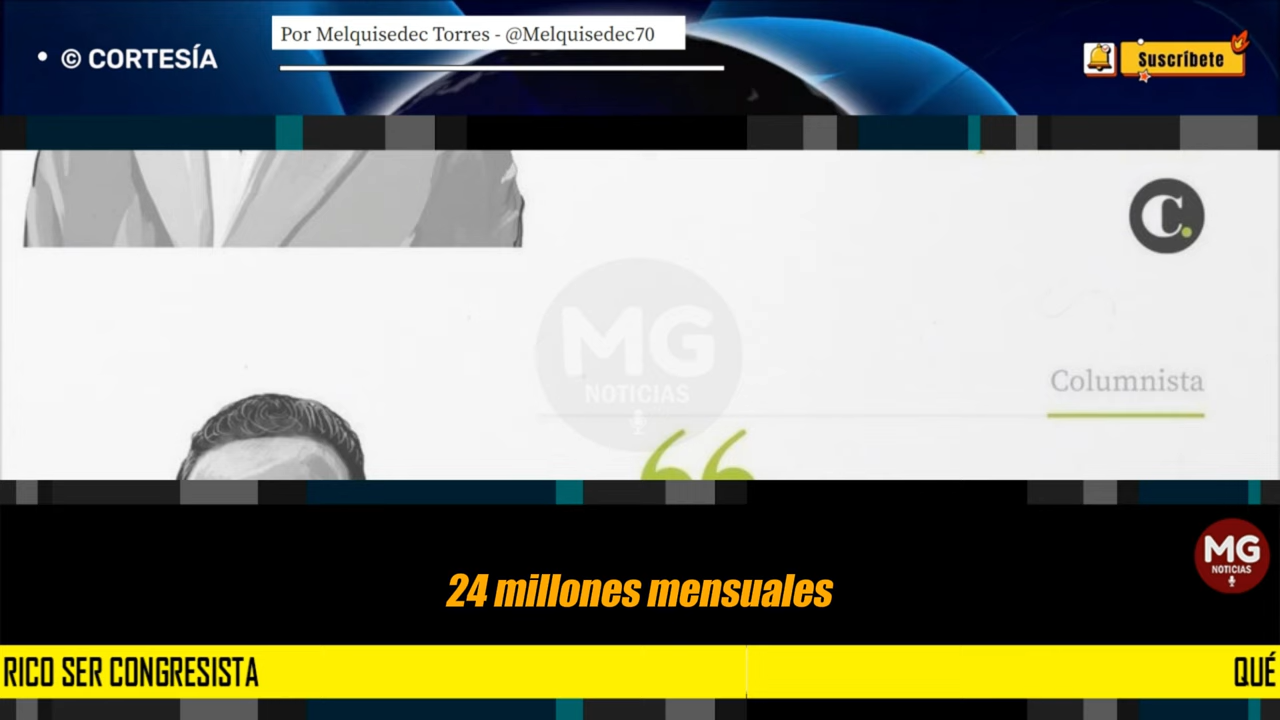 Por Melquisedec Torres - @Melquisedec70
• © CORTESÍA
Suscríbete
C.
MG
NOTICIAS
Columnista
“
24 millones mensuales
MG
NOTICIAS
RICO SER CONGRESISTA
QUÉ